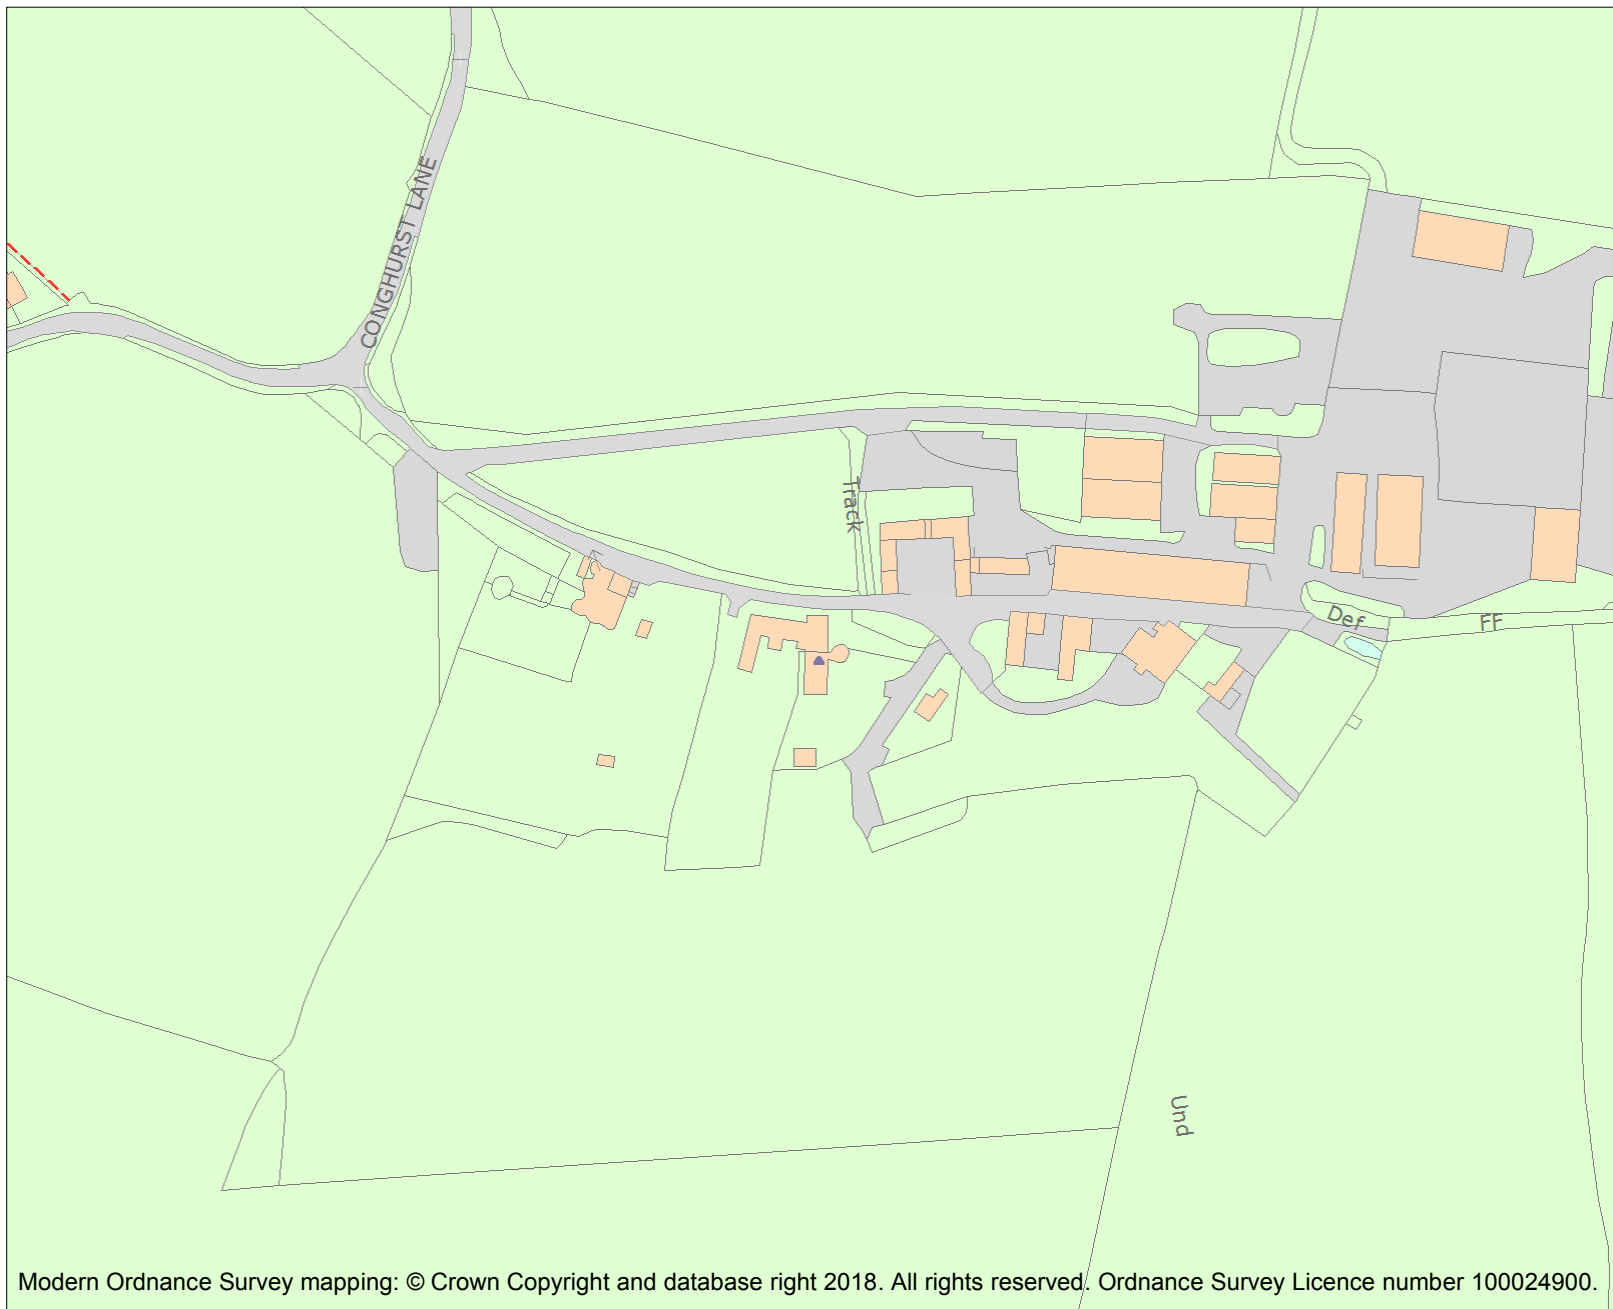 CONGHURST LANE
Track
Def
FF
Und
Modern Ordnance Survey mapping: © Crown Copyright and database right 2018. All rights reserved. Ordnance Survey Licence number 100024900.